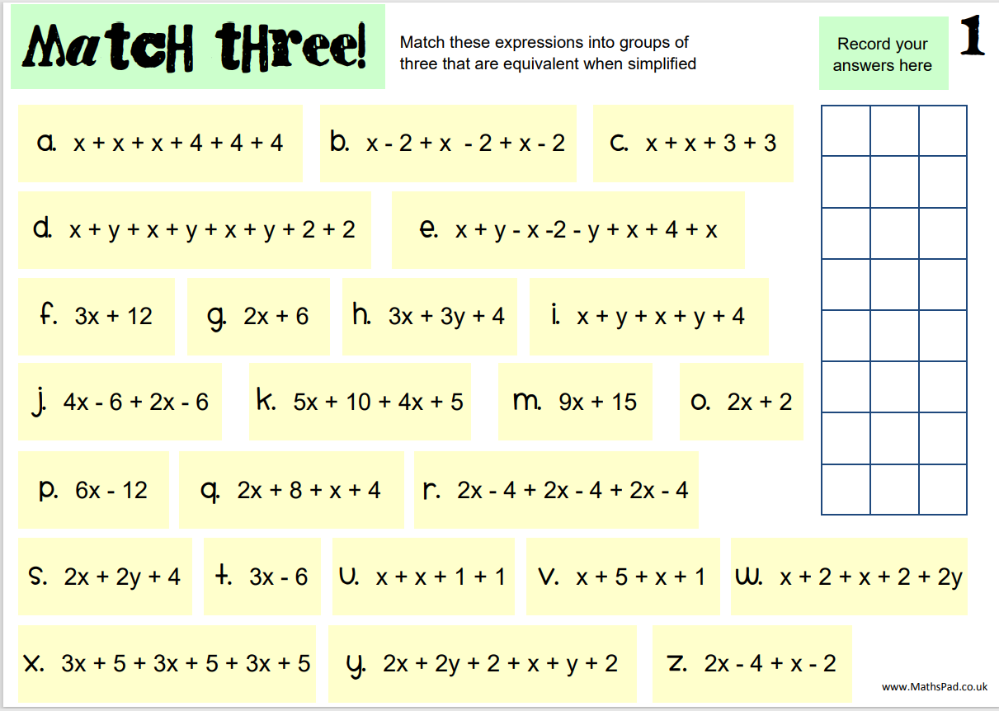 Match three!
Match these expressions into groups of
three that are equivalent when simplified
Record your
answers here
1
a. x + x + x + 4 + 4 + 4
b. x - 2 + x - 2 + x - 2
c. x + x + 3 + 3
d. x + y + x + y + x + y + 2 + 2
e. x + y - x -2 - y + x + 4 + x
f. 3x + 12
g. 2x + 6
h. 3x + 3y + 4
i. x + y + x + y + 4
j. 4x - 6 + 2x - 6
k. 5x + 10 + 4x + 5
m. 9x + 15
o. 2x + 2
p. 6x - 12
q. 2x + 8 + x + 4
r. 2x - 4 + 2x - 4 + 2x - 4
s. 2x + 2y + 4
t. 3x - 6
u. x + x + 1 + 1
v. x + 5 + x + 1
w. x + 2 + x + 2 + 2y
x. 3x + 5 + 3x + 5 + 3x + 5
y. 2x + 2y + 2 + x + y + 2
z. 2x - 4 + x - 2
www.MathsPad.co.uk